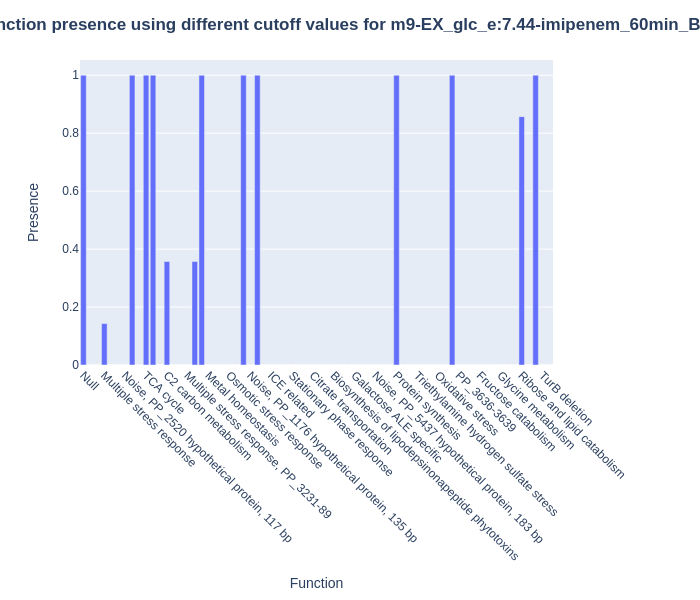 nction presence using different cutoff values for m9-EX_glc_e:7.44-imipenem_60min_B
Presence
1
0.8
0.6
0.4
0.2
0
Null
Multiple stress response
Noise, PP_2520 hypothetical protein, 117 bp
TCA cycle
C2 carbon metabolism
Multiple stress response, PP_3231-89
Metal homeostasis
Osmotic stress response
Noise, PP_1176 hypothetical protein, 135 bp
ICE related
Stationary phase response
Citrate transportation
Biosynthesis of lipodepsinonapeptide phytotoxins
Galactose ALE specific
Noise, PP_5437 hypothetical protein, 183 bp
Protein synthesis
Triethylamine hydrogen sulfate stress
Oxidative stress
PP_3636-3639
Fructose catabolism
Glycine metabolism
Ribose and lipid catabolism
TurB deletion
Function